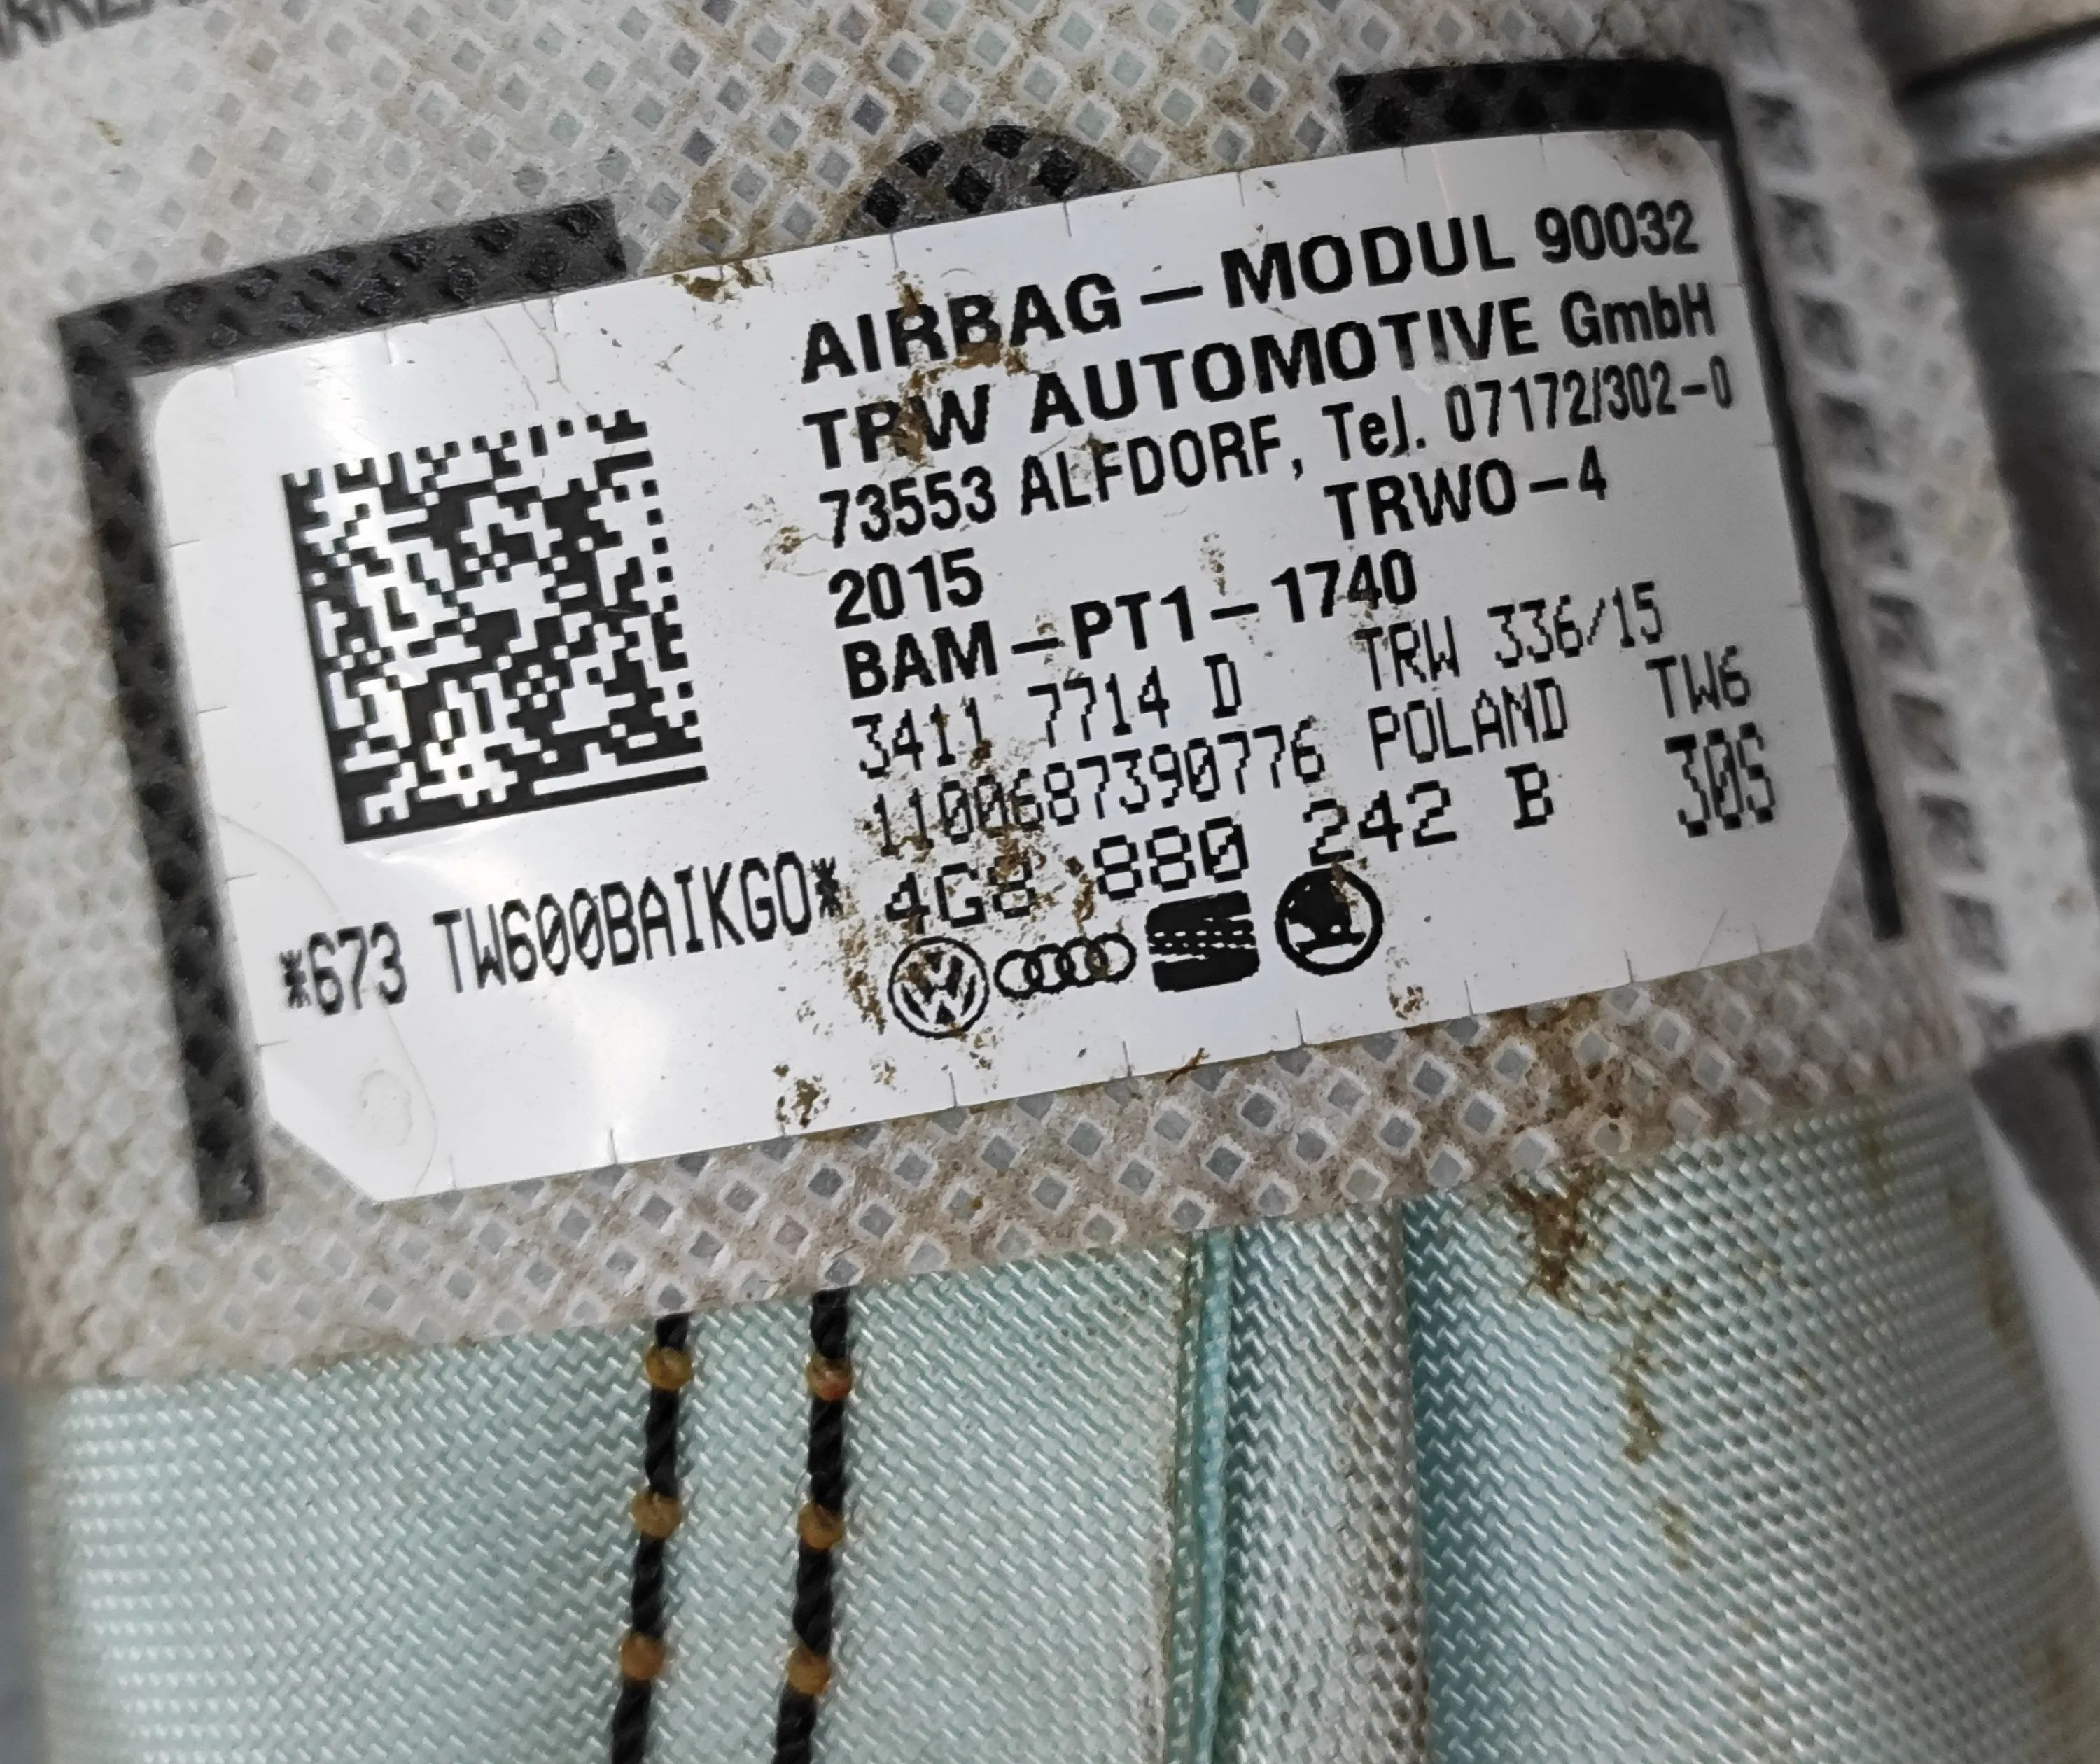 AIRBAG – MODUL 90032
TRW AUTOMOTIVE GmbH
73553 ALFDORF, Tel. 07172/302-0
2015 TRWO-4
BAM-PT1-1740
3411 7714 D TRW 336/15
1100687390776 POLAND TW6
4G8 880 242 B 30S
*673 TW600BAIKGO*